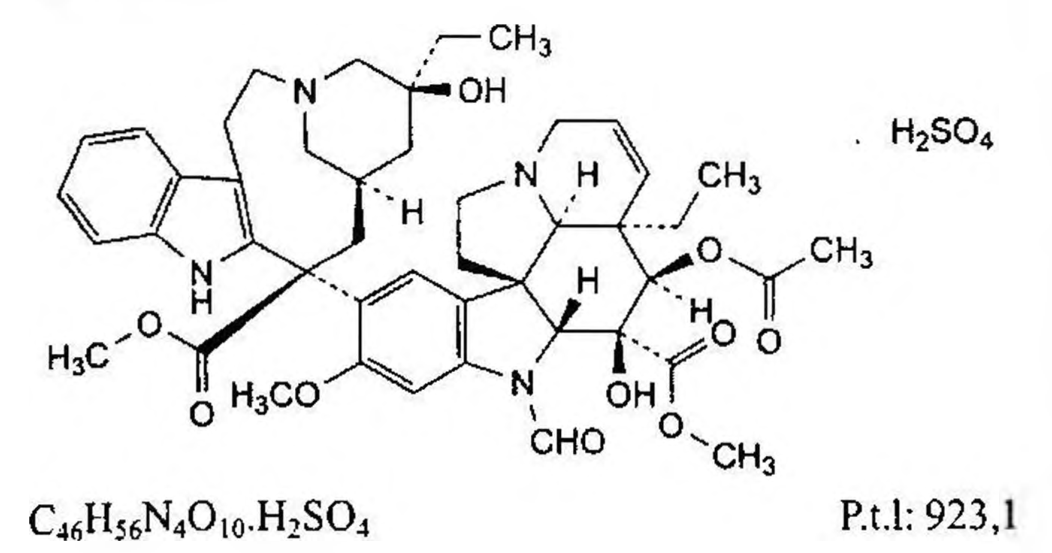 CH₃
N
OH
H₂SO₄
N
H
CH₃
H
O
CH₃
N
H
H
H
O
O
O
H₃C
O
H₃CO
N
OH
O
CHO
CH₃
C₄₆H₅₆N₄O₁₀.H₂SO₄
P.t.l: 923,1